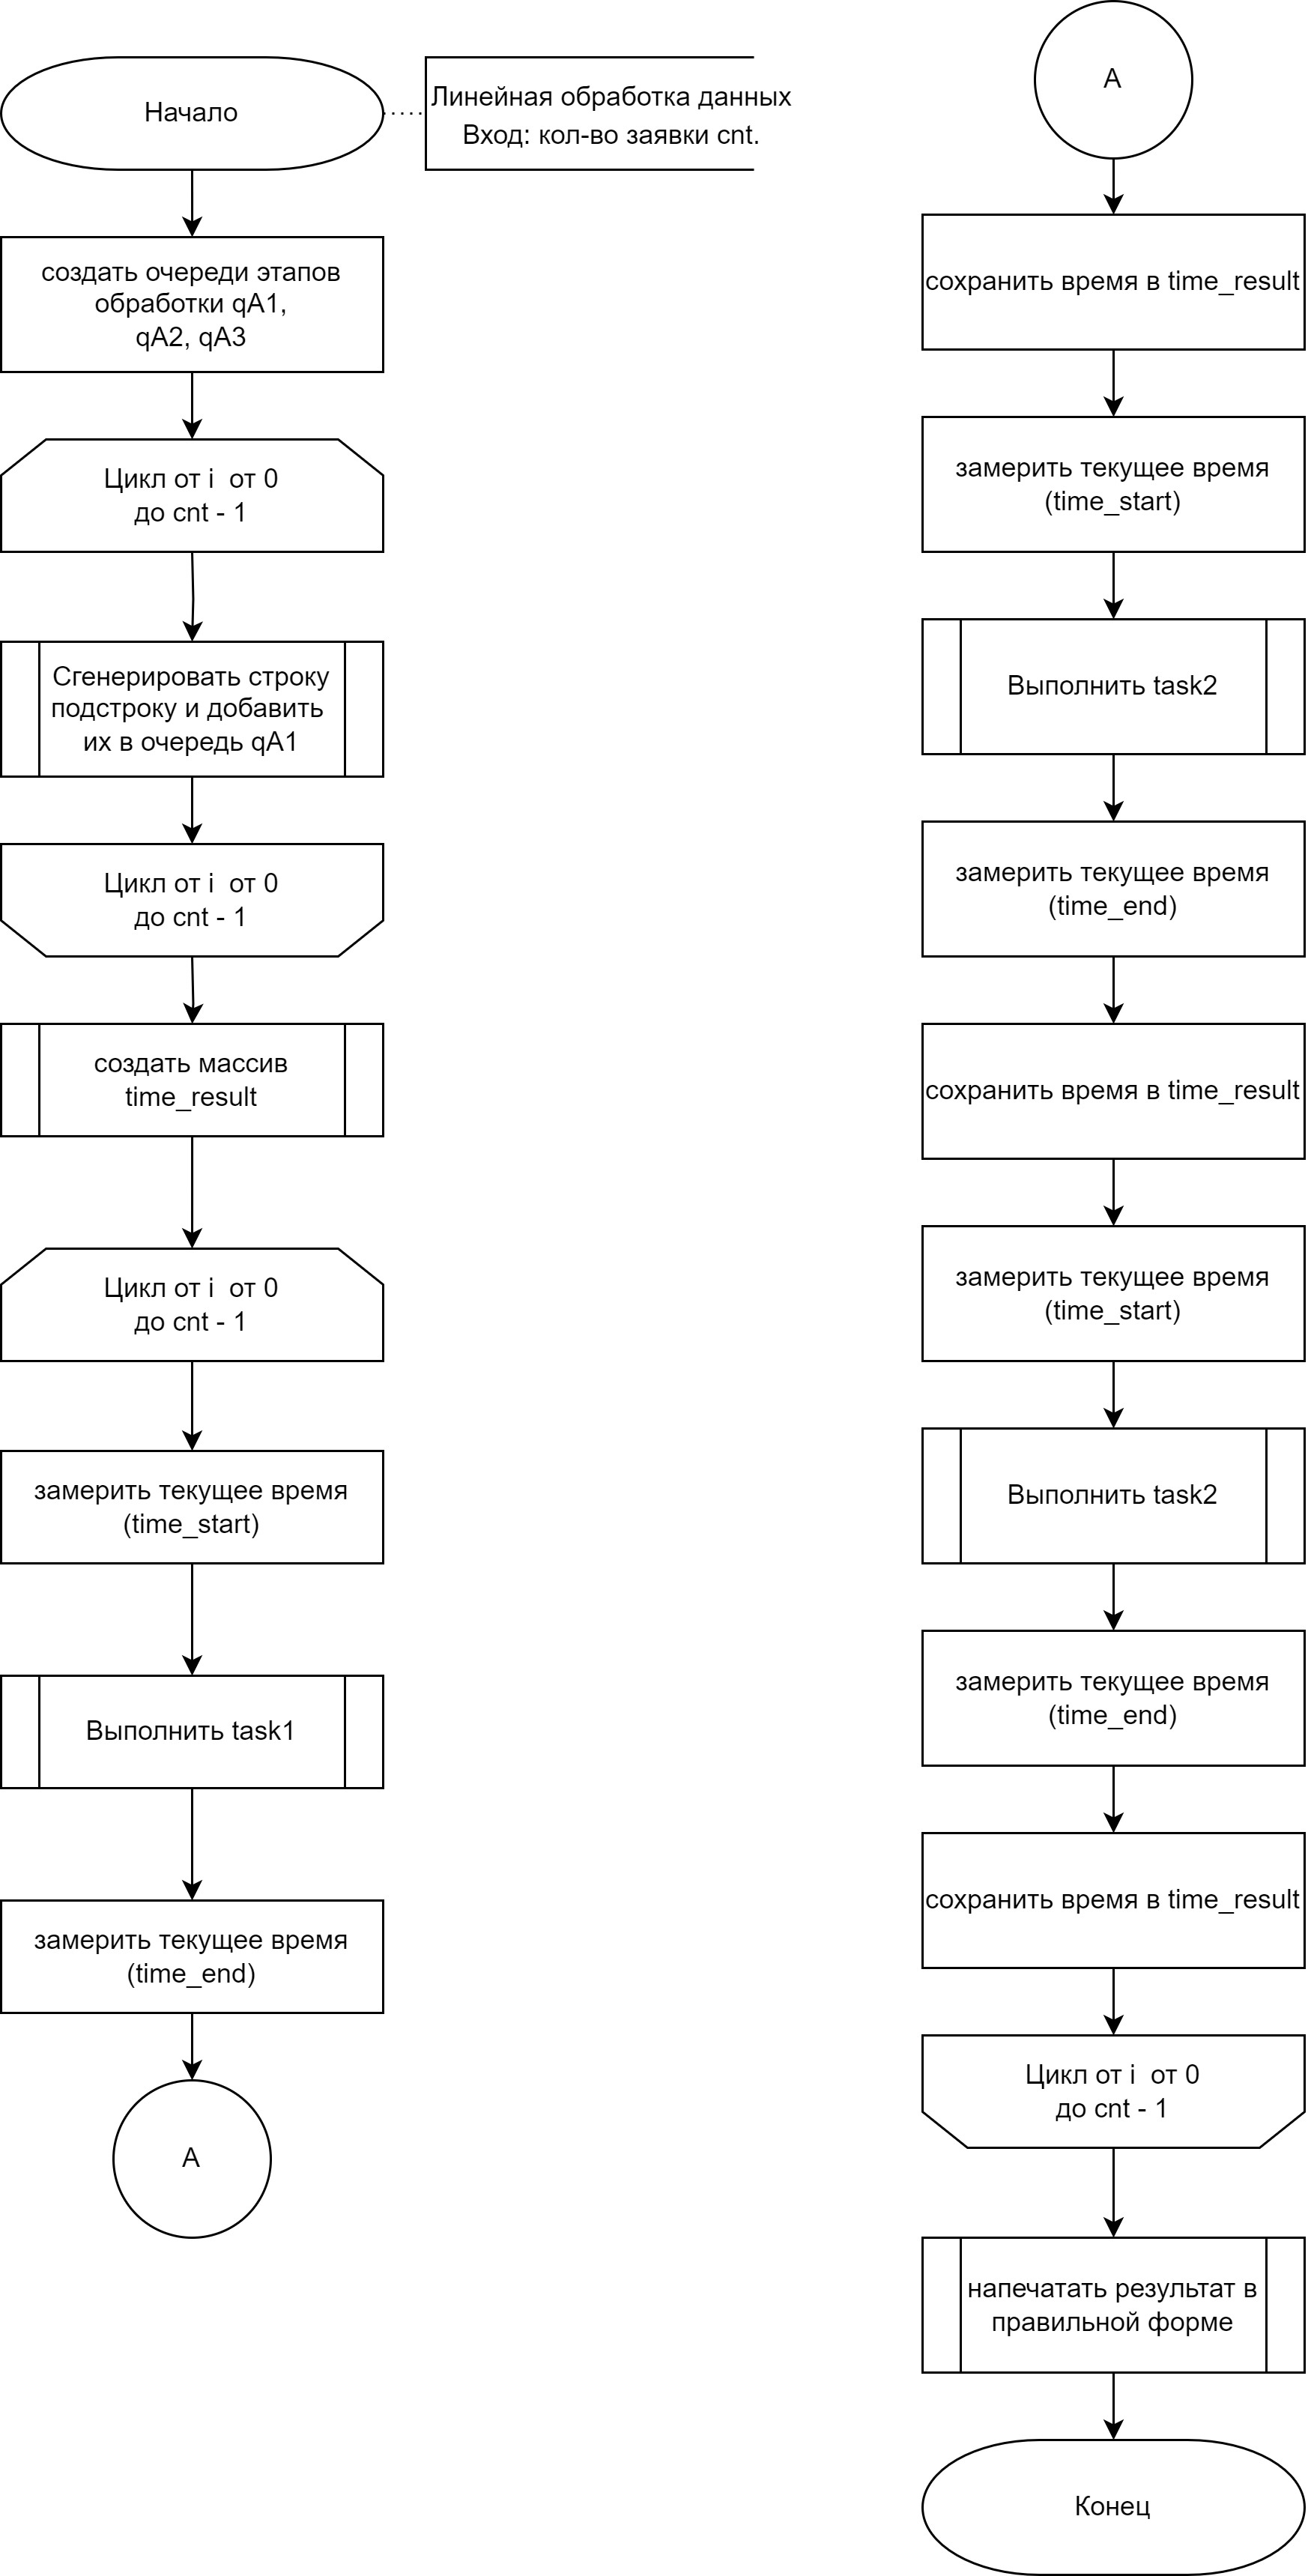 Начало
Линейная обработка данных
Вход: кол-во заявки cnt.
создать очереди этапов
обработки qA1,
qA2, qA3
Цикл от i  от 0
до cnt - 1
Сгенерировать строку
подстроку и добавить
их в очередь qA1
Цикл от i  от 0
до cnt - 1
создать массив
time_result
Цикл от i  от 0
до cnt - 1
замерить текущее время
(time_start)
Выполнить task1
замерить текущее время
(time_end)
A
A
сохранить время в time_result
замерить текущее время
(time_start)
Выполнить task2
замерить текущее время
(time_end)
сохранить время в time_result
замерить текущее время
(time_start)
Выполнить task2
замерить текущее время
(time_end)
сохранить время в time_result
Цикл от i  от 0
до cnt - 1
напечатать результат в
правильной форме
Конец